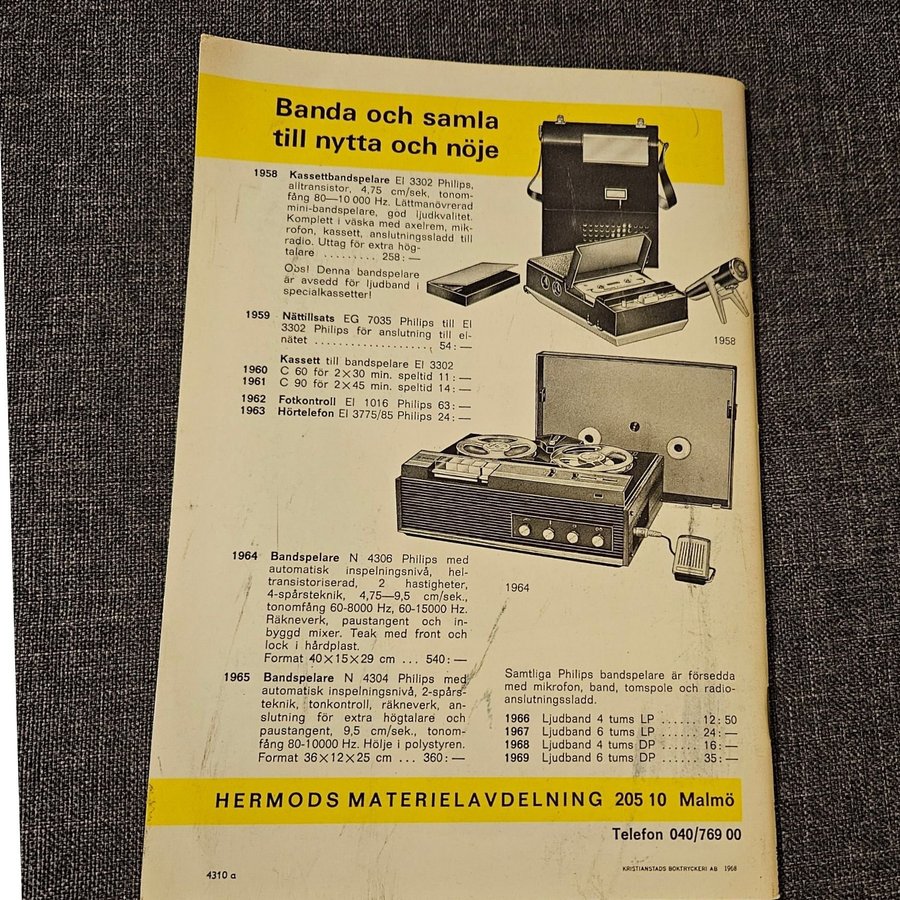 Banda och samla
till nytta och nöje
1958 Kassettbandspelare El 3302 Philips,
alltransistor, 4,75 cm/sek, tonom-
fång 80—10 000 Hz. Lättmanövrerad
mini-bandspelare, god ljudkvalitet.
Komplett i väska med axelrem, mik-
rofon, kassett, anslutningssladd till
radio. Uttag för extra hög-
talare ......... 258:—
Obs! Denna bandspelare
är avsedd för ljudband i
specialkassetter!
1958
1959 Nättillsats EG 7035 Philips till El
3302 Philips för anslutning till el-
nätet .................. 54:—
Kassett till bandspelare El 3302
1960 C 60 för 2×30 min. speltid 11:—
1961 C 90 för 2×45 min. speltid 14:—
1962 Fotkontroll El 1016 Philips 63:—
1963 Hörtelefon El 3775/85 Philips 24:—
1964 Bandspelare N 4306 Philips med
automatisk inspelningsnivå, hel-
transistoriserad, 2 hastigheter,
4-spårsteknik, 4,75—9,5 cm/sek.,
tonomfång 60-8000 Hz, 60-15000 Hz.
Räkneverk, paustangent och in-
byggd mixer. Teak med front och
lock i hårdplast.
Format 40×15×29 cm ... 540:—
1964
1965 Bandspelare N 4304 Philips med
automatisk inspelningsnivå, 2-spårs-
teknik, tonkontroll, räkneverk, an-
slutning för extra högtalare och
paustangent, 9,5 cm/sek., tonom-
fång 80-10000 Hz. Hölje i polystyren.
Format 36×12×25 cm ... 360:—
Samtliga Philips bandspelare är försedda
med mikrofon, band, tomspole och radio-
anslutningssladd.
1966 Ljudband 4 tums LP ...... 12:50
1967 Ljudband 6 tums LP ...... 24:—
1968 Ljudband 4 tums DP ...... 16:—
1969 Ljudband 6 tums DP ...... 35:—
HERMODS MATERIELAVDELNING 205 10 Malmö
Telefon 040/769 00
4310 a
KRISTIANSTADS BOKTRYCKERI AB 1968